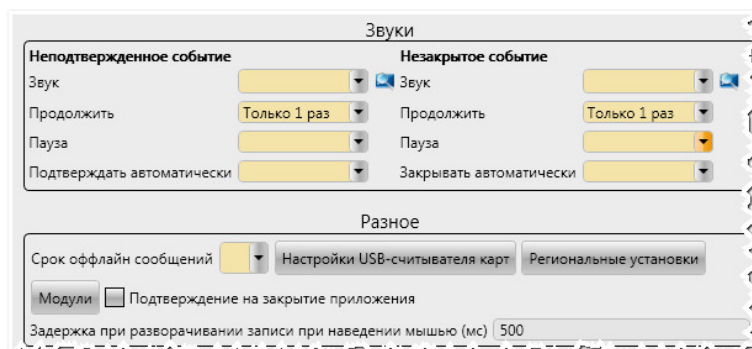 Звуки
Неподтвержденное событие Незакрытое событие
Звук Звук
Продолжить Только 1 раз Продолжить Только 1 раз
Пауза Пауза
Подтверждать автоматически Закрывать автоматически
Разное
Срок оффлайн сообщений Настройки USB-считывателя карт Региональные установки
Модули Подтверждение на закрытие приложения
Задержка при разворачивании записи при наведении мышью (мс) 500